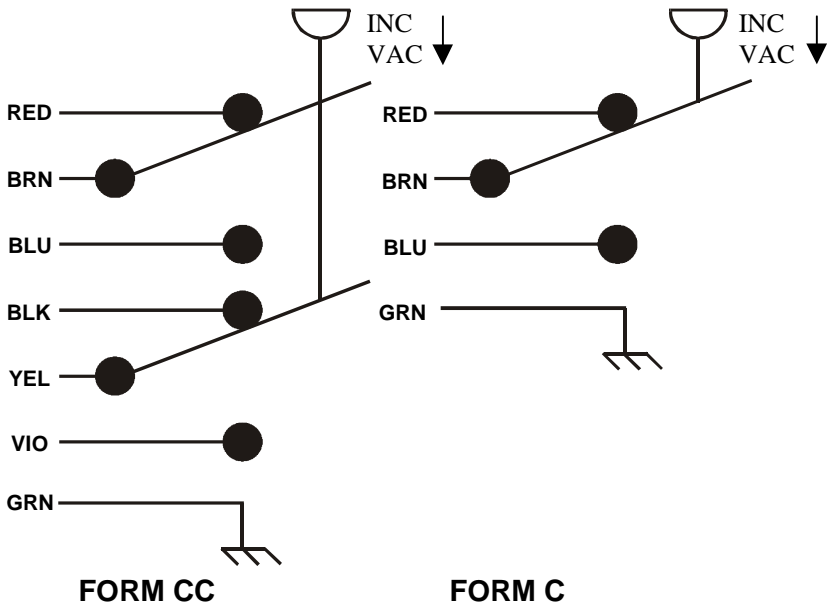 INC
VAC
RED
BRN
BLU
BLK
YEL
VIO
GRN
FORM CC
INC
VAC
RED
BRN
BLU
GRN
FORM C